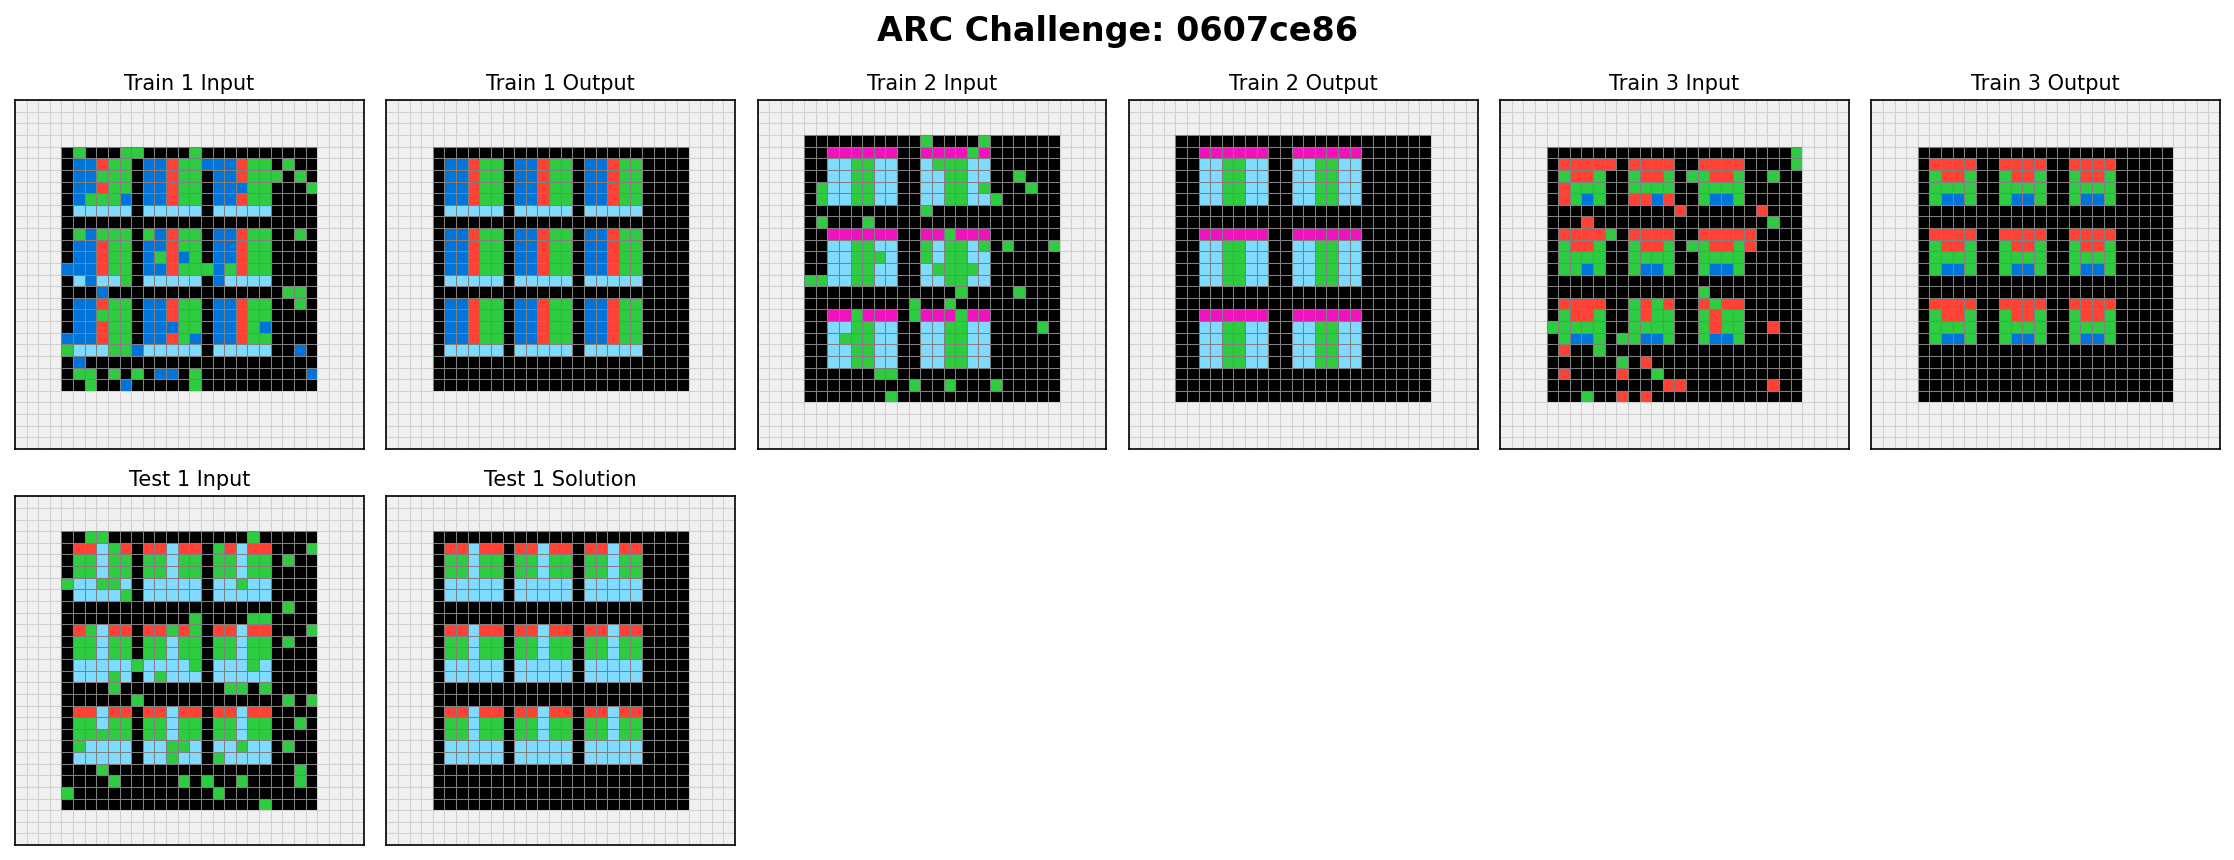 ARC Challenge: 0607ce86
Train 1 Input
Train 1 Output
Train 2 Input
Train 2 Output
Train 3 Input
Train 3 Output
Test 1 Input
Test 1 Solution